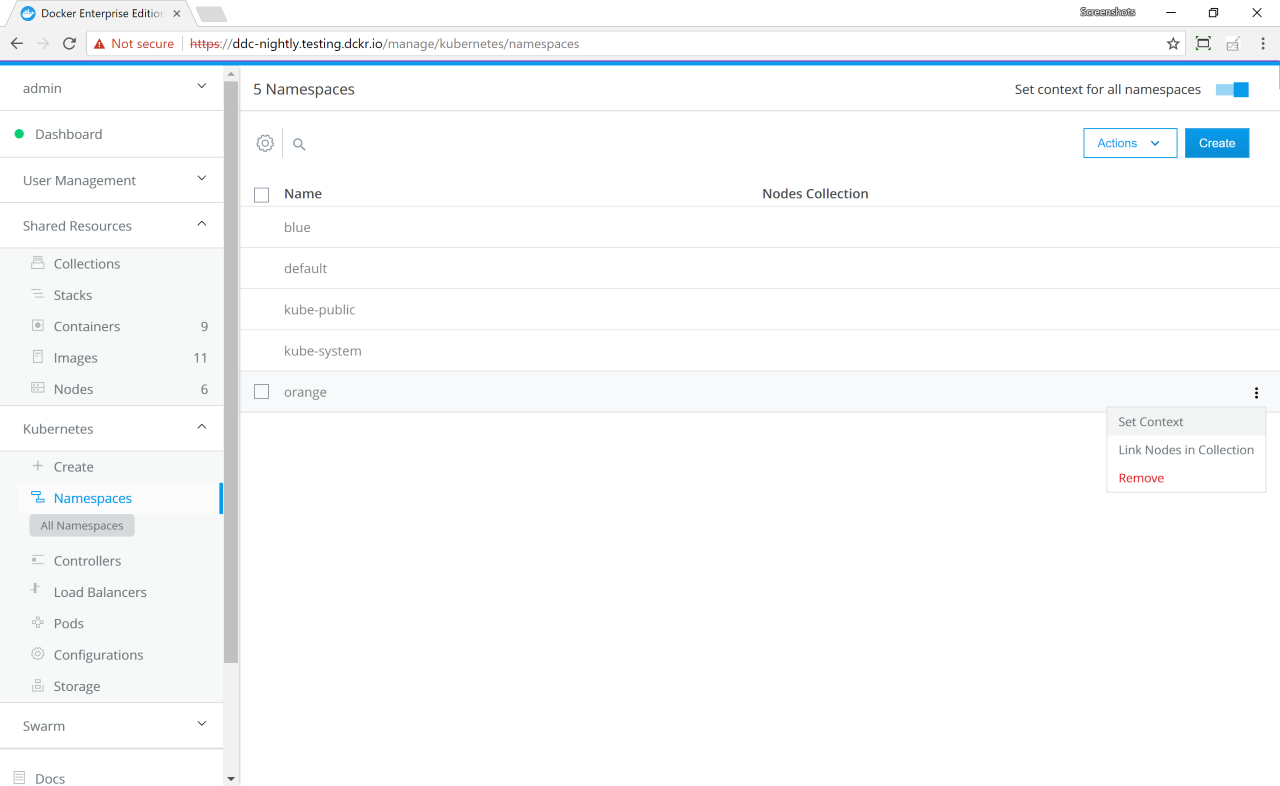 Docker Enterprise Edition
Screenshots
Not secure
https://ddc-nightly.testing.dckr.io/manage/kubernetes/namespaces
admin
Dashboard
User Management
Shared Resources
Collections
Stacks
Containers 9
Images 11
Nodes 6
Kubernetes
Create
Namespaces
All Namespaces
Controllers
Load Balancers
Pods
Configurations
Storage
Swarm
Docs
5 Namespaces
Set context for all namespaces
Actions
Create
Name Nodes Collection
blue
default
kube-public
kube-system
orange
Set Context
Link Nodes in Collection
Remove